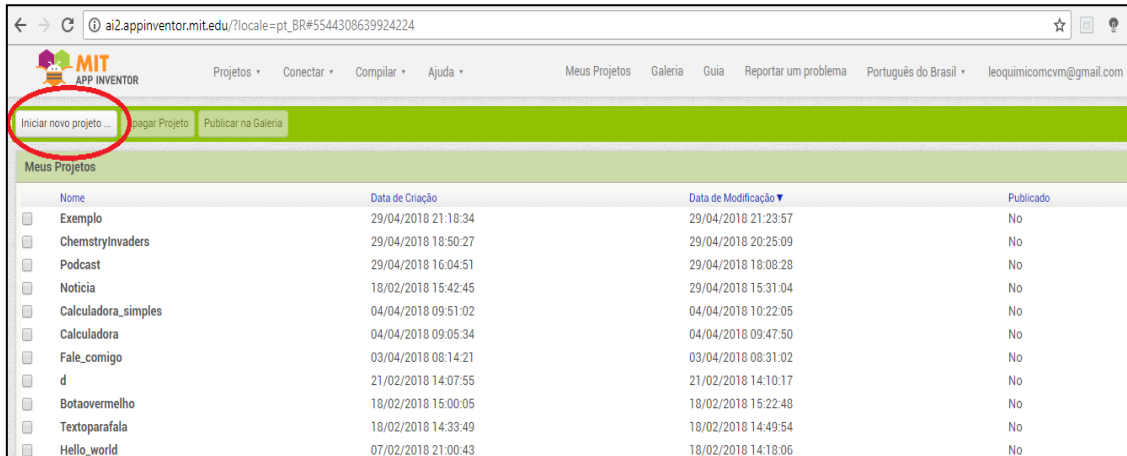 ai2.appinventor.mit.edu/?locale=pt_BR#5544308639924224
MIT
APP INVENTOR
Projetos Conectar Compilar Ajuda Meus Projetos Galeria Guia Reportar um problema Português do Brasil leoquimicomcvm@gmail.com
Iniciar novo projeto ... Apagar Projeto Publicar na Galeria
Meus Projetos
Nome Data de Criação Data de Modificação▼ Publicado
Exemplo 29/04/2018 21:18:34 29/04/2018 21:23:57 No
ChemstryInvaders 29/04/2018 18:50:27 29/04/2018 20:25:09 No
Podcast 29/04/2018 16:04:51 29/04/2018 18:08:28 No
Noticia 18/02/2018 15:42:45 29/04/2018 15:31:04 No
Calculadora_simples 04/04/2018 09:51:02 04/04/2018 10:22:05 No
Calculadora 04/04/2018 09:05:34 04/04/2018 09:47:50 No
Fale_comigo 03/04/2018 08:14:21 03/04/2018 08:31:02 No
d 21/02/2018 14:07:55 21/02/2018 14:10:17 No
Botaovermelho 18/02/2018 15:00:05 18/02/2018 15:22:48 No
Textoparafala 18/02/2018 14:33:49 18/02/2018 14:49:54 No
Hello_world 07/02/2018 21:00:43 18/02/2018 14:18:06 No